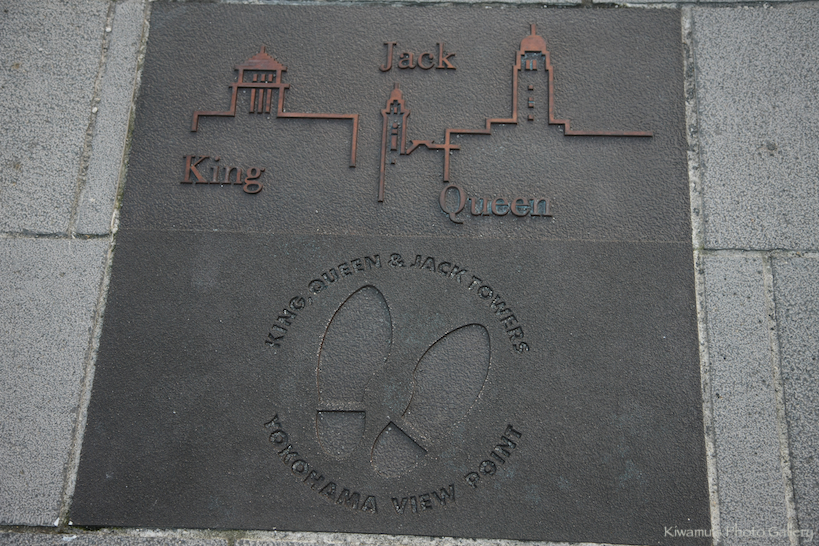 Jack
King
Queen
KING, QUEEN & JACK TOWERS
YOKOHAMA VIEW POINT
Kiwamu's Photo Gallery